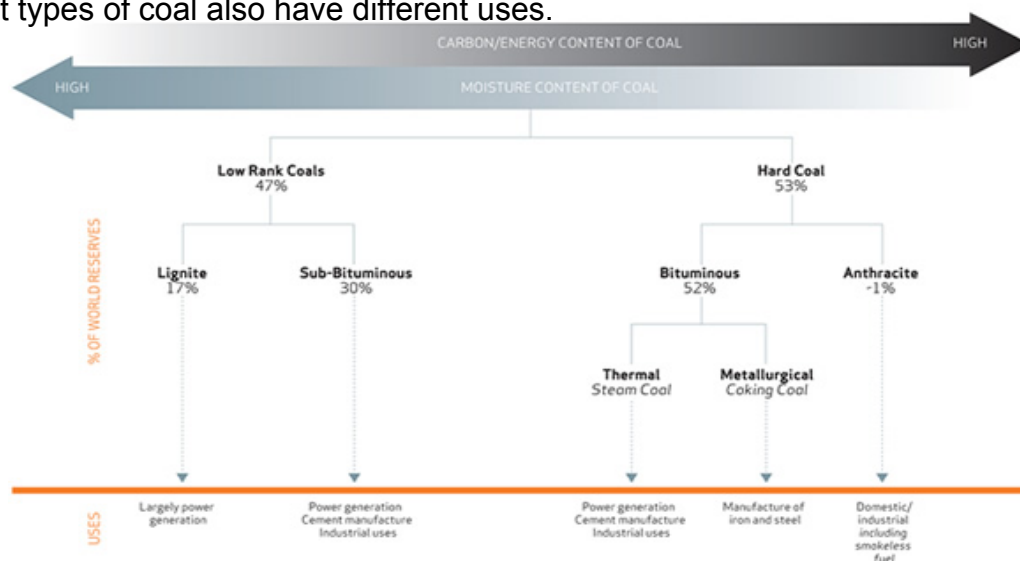 t types of coal also have different uses.
CARBON/ENERGY CONTENT OF COAL HIGH
HIGH MOISTURE CONTENT OF COAL
Low Rank Coals
47%
Hard Coal
53%
% OF WORLD RESERVES
Lignite
17%
Sub-Bituminous
30%
Bituminous
52%
Anthracite
~1%
Thermal
Steam Coal
Metallurgical
Coking Coal
USES
Largely power
generation
Power generation
Cement manufacture
Industrial uses
Power generation
Cement manufacture
Industrial uses
Manufacture of
iron and steel
Domestic/
industrial
including
smokeless
fuel